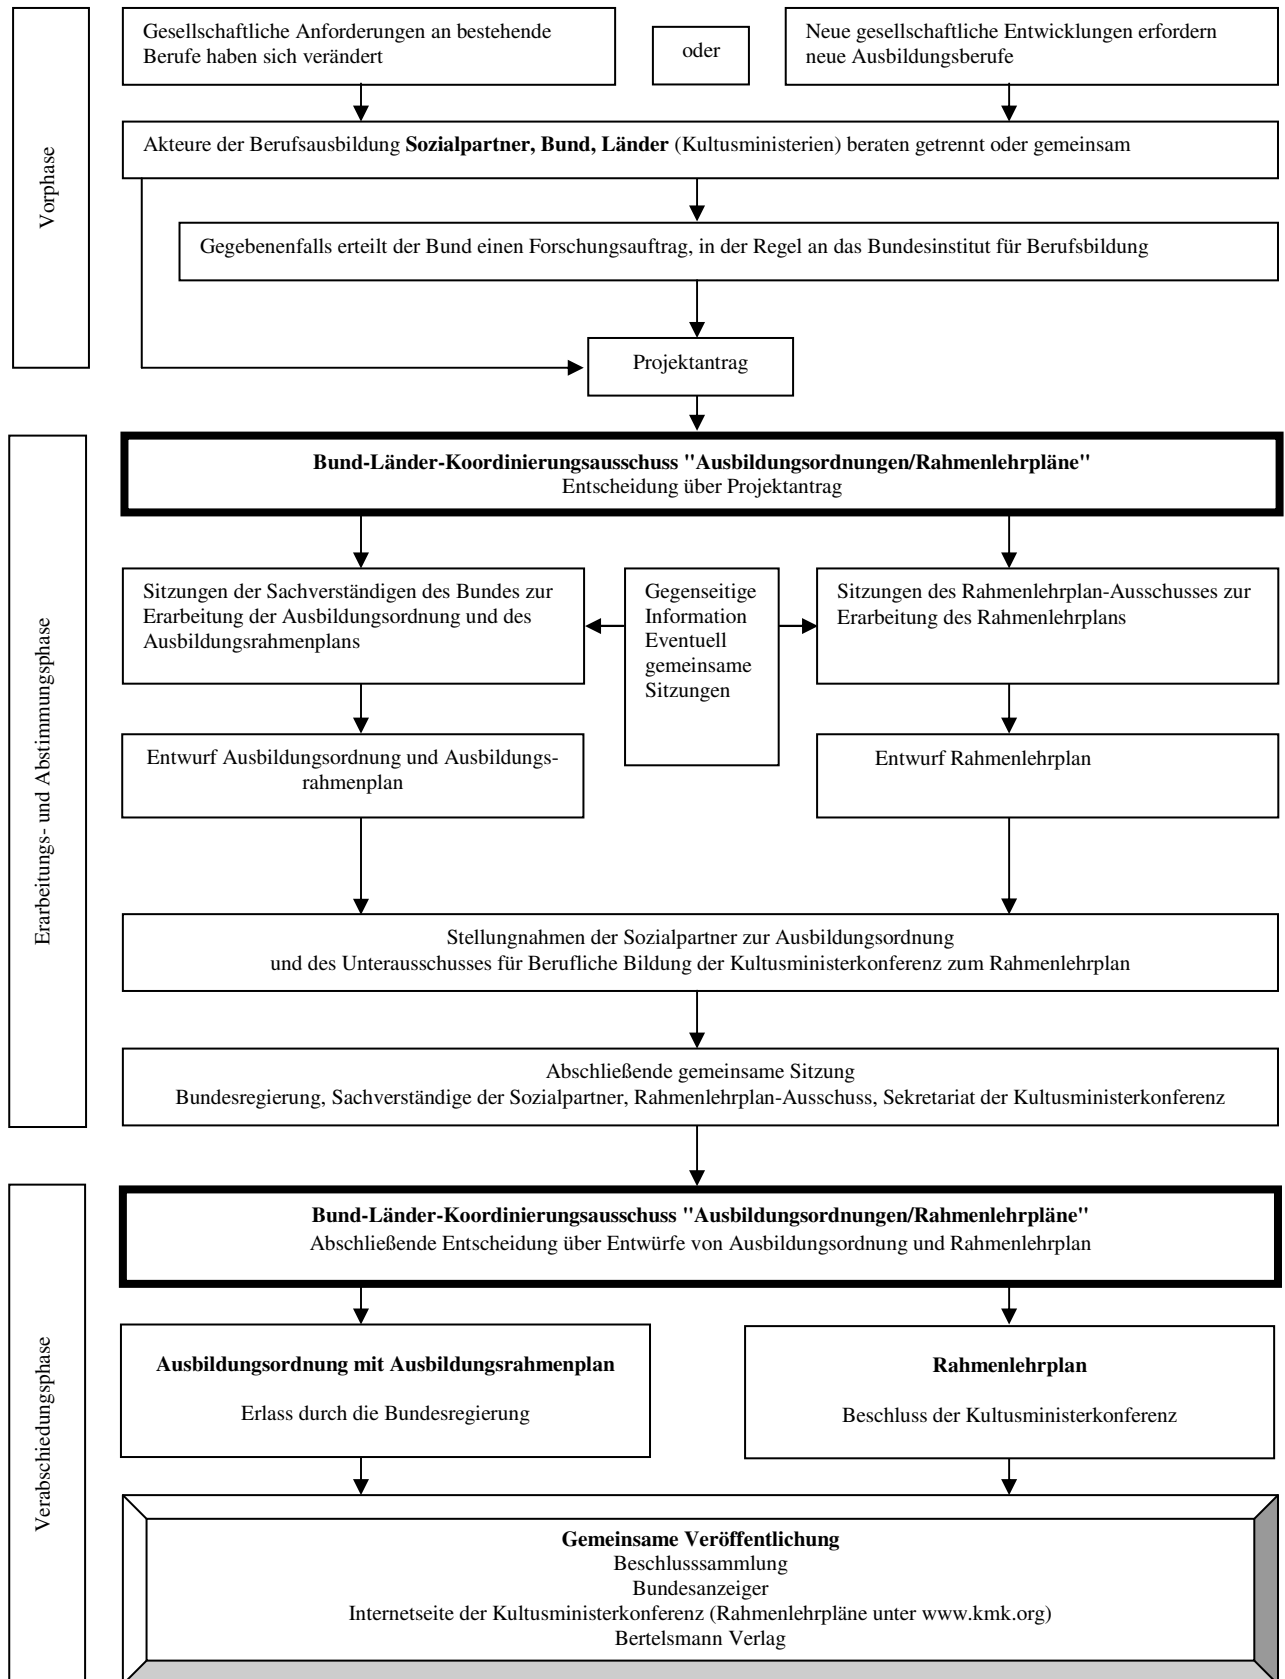 Vorphase
Gesellschaftliche Anforderungen an bestehende
Berufe haben sich verändert
oder
Neue gesellschaftliche Entwicklungen erfordern
neue Ausbildungsberufe
Akteure der Berufsausbildung Sozialpartner, Bund, Länder (Kultusministerien) beraten getrennt oder gemeinsam
Gegebenenfalls erteilt der Bund einen Forschungsauftrag, in der Regel an das Bundesinstitut für Berufsbildung
Projektantrag
Erarbeitungs- und Abstimmungsphase
Bund-Länder-Koordinierungsausschuss "Ausbildungsordnungen/Rahmenlehrpläne"
Entscheidung über Projektantrag
Sitzungen der Sachverständigen des Bundes zur
Erarbeitung der Ausbildungsordnung und des
Ausbildungsrahmenplans
Gegenseitige
Information
Eventuell
gemeinsame
Sitzungen
Sitzungen des Rahmenlehrplan-Ausschusses zur
Erarbeitung des Rahmenlehrplans
Entwurf Ausbildungsordnung und Ausbildungs-
rahmenplan
Entwurf Rahmenlehrplan
Stellungnahmen der Sozialpartner zur Ausbildungsordnung
und des Unterausschusses für Berufliche Bildung der Kultusministerkonferenz zum Rahmenlehrplan
Abschließende gemeinsame Sitzung
Bundesregierung, Sachverständige der Sozialpartner, Rahmenlehrplan-Ausschuss, Sekretariat der Kultusministerkonferenz
Verabschiedungsphase
Bund-Länder-Koordinierungsausschuss "Ausbildungsordnungen/Rahmenlehrpläne"
Abschließende Entscheidung über Entwürfe von Ausbildungsordnung und Rahmenlehrplan
Ausbildungsordnung mit Ausbildungsrahmenplan
Erlass durch die Bundesregierung
Rahmenlehrplan
Beschluss der Kultusministerkonferenz
Gemeinsame Veröffentlichung
Beschlusssammlung
Bundesanzeiger
Internetseite der Kultusministerkonferenz (Rahmenlehrpläne unter www.kmk.org)
Bertelsmann Verlag